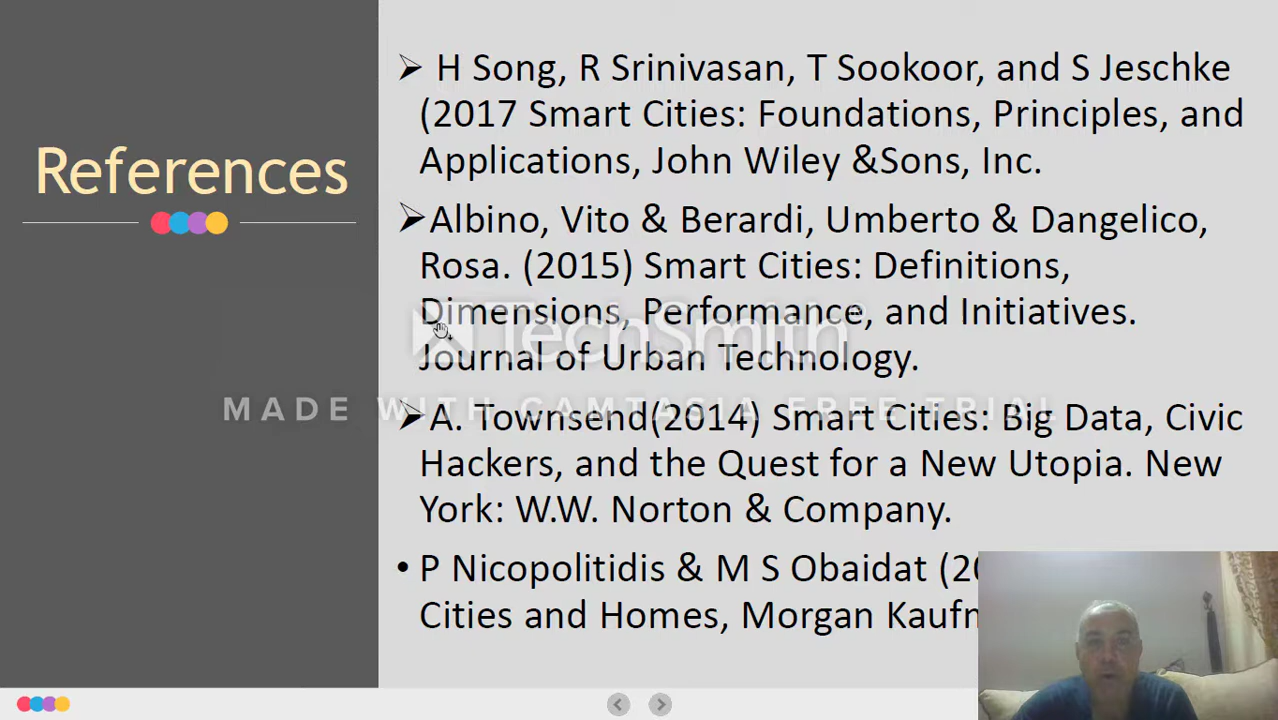 References
H Song, R Srinivasan, T Sookoor, and S Jeschke
(2017 Smart Cities: Foundations, Principles, and
Applications, John Wiley &Sons, Inc.
Albino, Vito & Berardi, Umberto & Dangelico,
Rosa. (2015) Smart Cities: Definitions,
Dimensions, Performance, and Initiatives.
Journal of Urban Technology.
A. Townsend(2014) Smart Cities: Big Data, Civic
Hackers, and the Quest for a New Utopia. New
York: W.W. Norton & Company.
P Nicopolitidis & M S Obaidat
Cities and Homes, Morgan
TechSmith
MADE WITH CAMTASIA FREE TRIAL